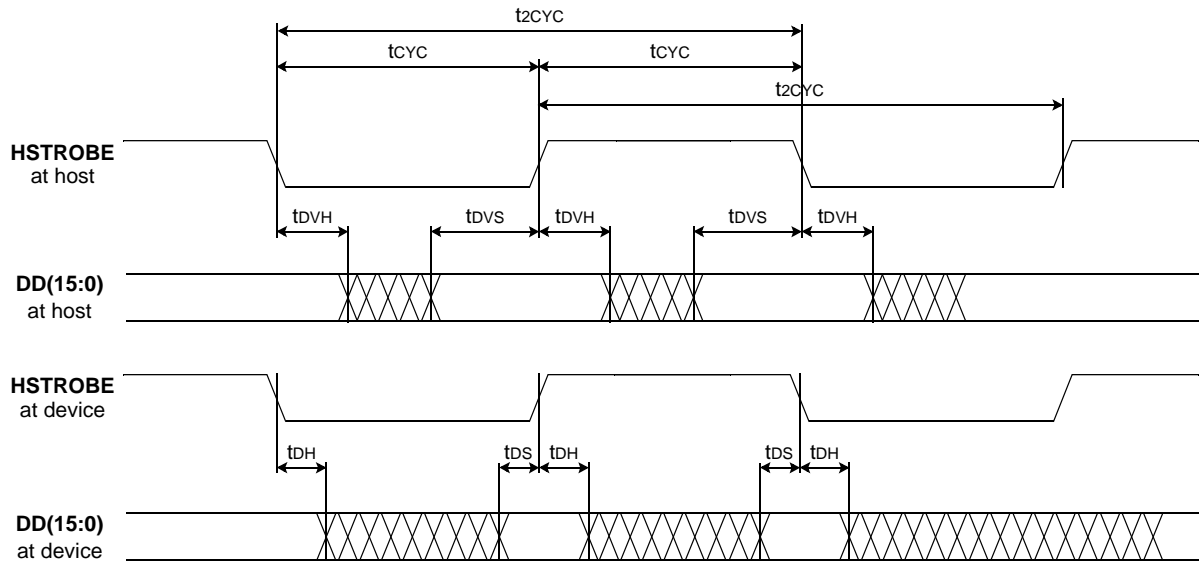 t2CYC
tCYC tCYC
t2CYC
HSTROBE
at host
tDVH tDVS tDVH tDVS tDVH
DD(15:0)
at host
HSTROBE
at device
tDH tDS tDH tDS tDH
DD(15:0)
at device